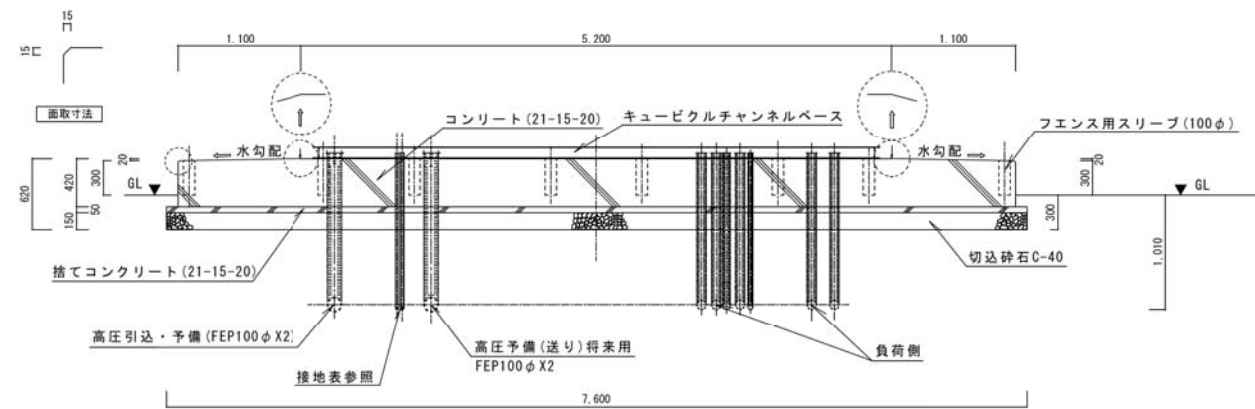 15
15
面取寸法
1.100
5.200
1.100
コンリート(21-15-20)
キュービクルチャンネルベース
フエンス用スリーブ(100φ)
水勾配
水勾配
20
300
420
620
50
150
GL
20
300
GL
300
1,010
捨てコンクリート(21-15-20)
切込砕石C-40
高圧引込・予備(FEP100φX2)
接地表参照
高圧予備(送り)将来用
FEP100φX2
負荷側
7,600